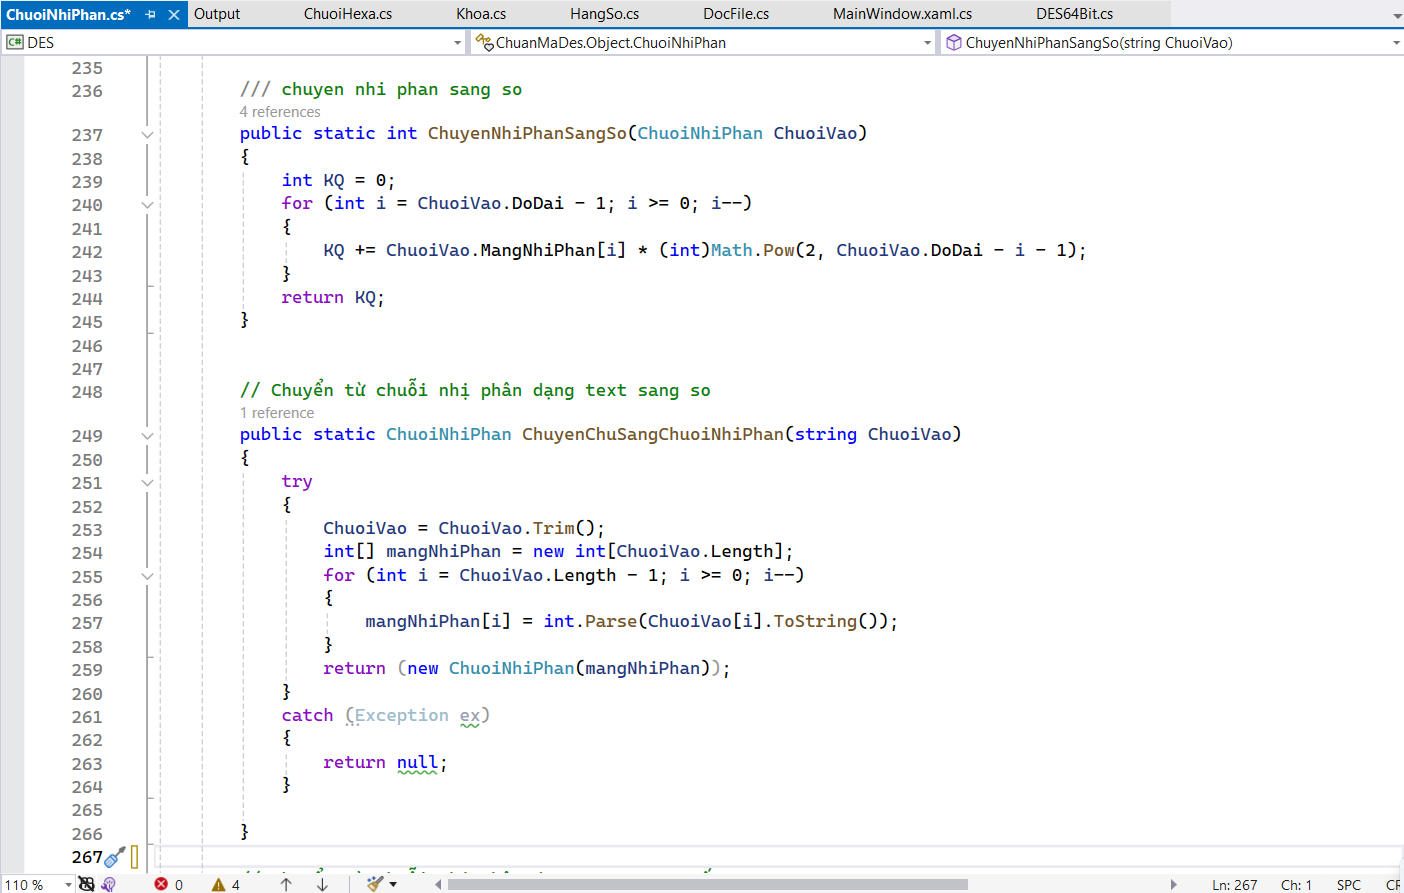 ChuoiNhiPhan.cs* Output ChuoiHexa.cs Khoa.cs HangSo.cs DocFile.cs MainWindow.xaml.cs DES64Bit.cs
C# DES ChuanMaDes.Object.ChuoiNhiPhan ChuyenNhiPhanSangSo(string ChuoiVao)
235
236 /// chuyen nhi phan sang so
4 references
237 public static int ChuyenNhiPhanSangSo(ChuoiNhiPhan ChuoiVao)
238 {
239 int KQ = 0;
240 for (int i = ChuoiVao.DoDai - 1; i >= 0; i--)
241 {
242 KQ += ChuoiVao.MangNhiPhan[i] * (int)Math.Pow(2, ChuoiVao.DoDai - i - 1);
243 }
244 return KQ;
245 }
246
247
248 // Chuyển từ chuỗi nhị phân dạng text sang so
1 reference
249 public static ChuoiNhiPhan ChuyenChuSangChuoiNhiPhan(string ChuoiVao)
250 {
251 try
252 {
253 ChuoiVao = ChuoiVao.Trim();
254 int[] mangNhiPhan = new int[ChuoiVao.Length];
255 for (int i = ChuoiVao.Length - 1; i >= 0; i--)
256 {
257 mangNhiPhan[i] = int.Parse(ChuoiVao[i].ToString());
258 }
259 return (new ChuoiNhiPhan(mangNhiPhan));
260 }
261 catch (Exception ex)
262 {
263 return null;
264 }
265
266 }
267
110 % 0 4 Ln: 267 Ch: 1 SPC CR